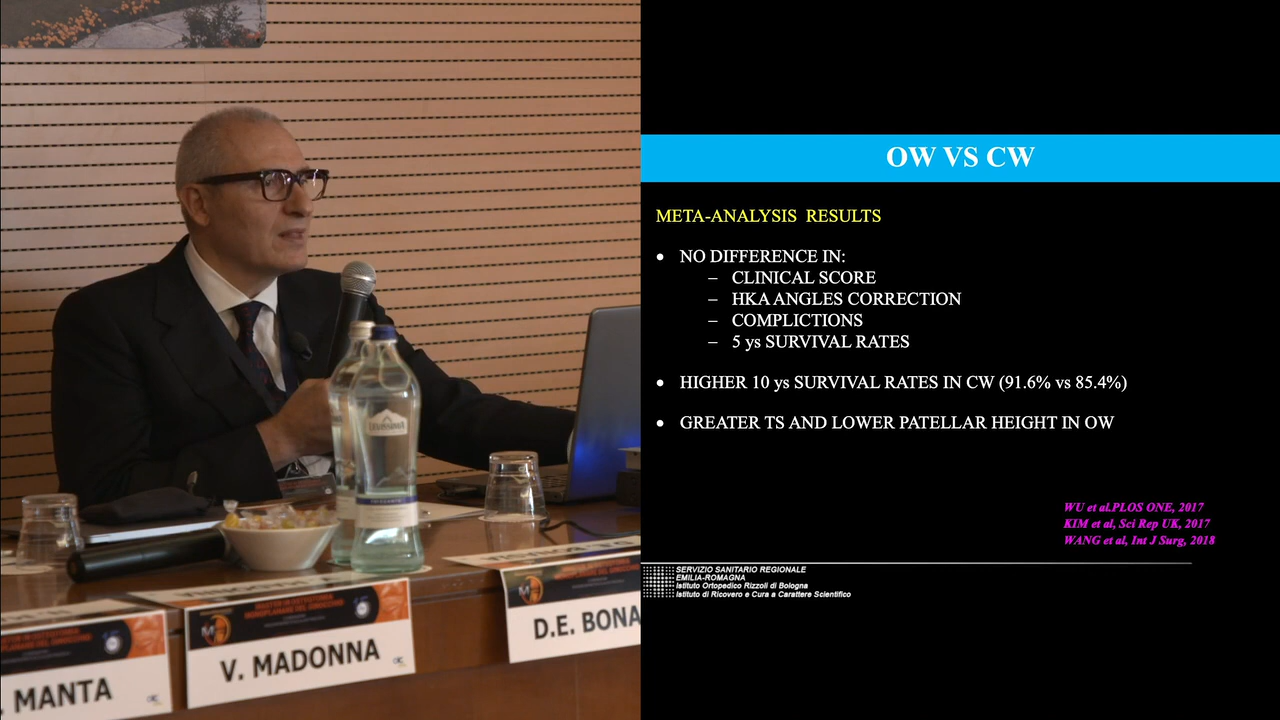 OW VS CW
META-ANALYSIS RESULTS
• NO DIFFERENCE IN:
– CLINICAL SCORE
– HKA ANGLES CORRECTION
– COMPLICTIONS
– 5 ys SURVIVAL RATES
• HIGHER 10 ys SURVIVAL RATES IN CW (91.6% vs 85.4%)
• GREATER TS AND LOWER PATELLAR HEIGHT IN OW
WU et al.PLOS ONE, 2017
KIM et al, Sci Rep UK, 2017
WANG et al, Int J Surg, 2018
SERVIZIO SANITARIO REGIONALE
EMILIA-ROMAGNA
Istituto Ortopedico Rizzoli di Bologna
Istituto di Ricovero e Cura a Carattere Scientifico
MANTA
V. MADONNA
D.E. BONA